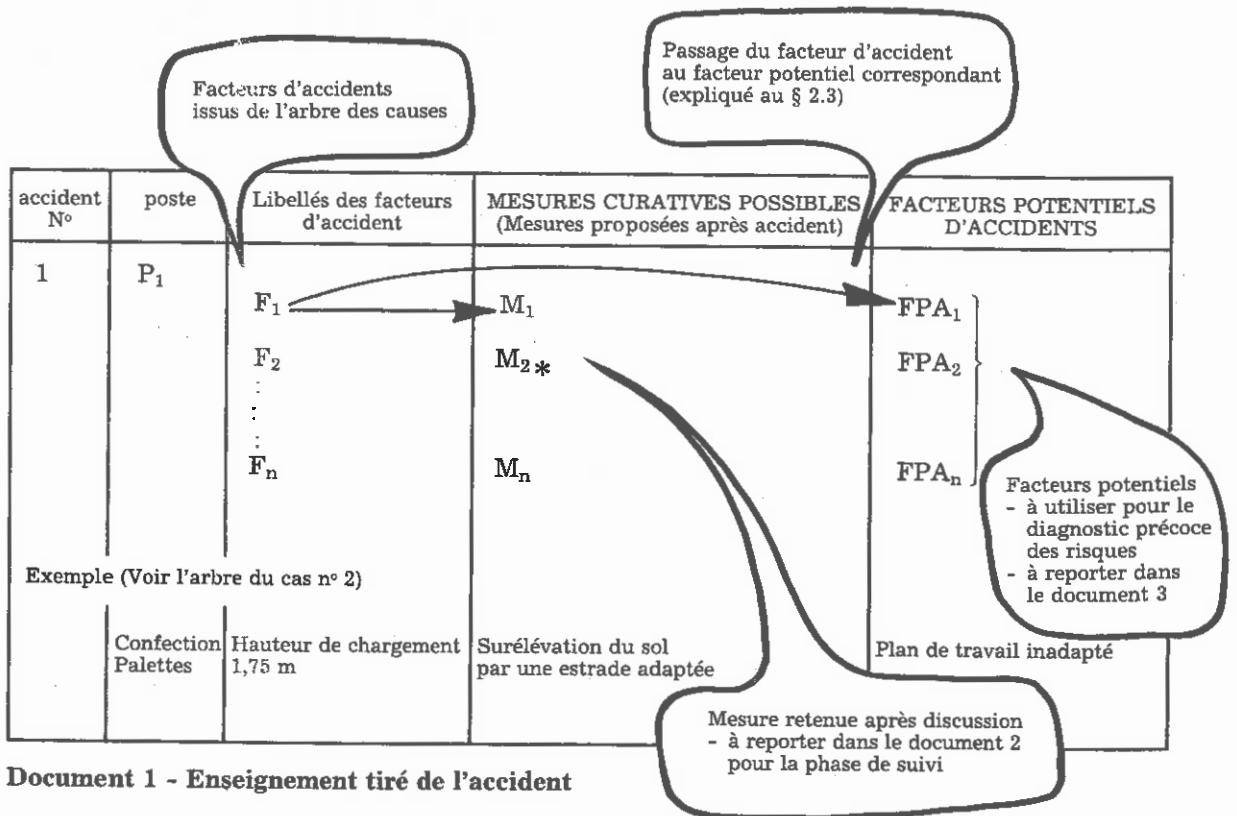 Facteurs d'accidents
issus de l'arbre des causes
Passage du facteur d'accident
au facteur potentiel correspondant
(expliqué au § 2.3)
accident N° poste Libellés des facteurs d'accident MESURES CURATIVES POSSIBLES (Mesures proposées après accident) FACTEURS POTENTIELS D'ACCIDENTS
1 P1 F1 M1 FPA1
F2 M2* FPA2
Fn Mn FPAn
Facteurs potentiels
- à utiliser pour le
diagnostic précoce
des risques
- à reporter dans
le document 3
Exemple (Voir l'arbre du cas n° 2)
Confection Palettes Hauteur de chargement 1,75 m Surélévation du sol par une estrade adaptée Plan de travail inadapté
Mesure retenue après discussion
- à reporter dans le document 2
pour la phase de suivi
Document 1 - Enseignement tiré de l'accident